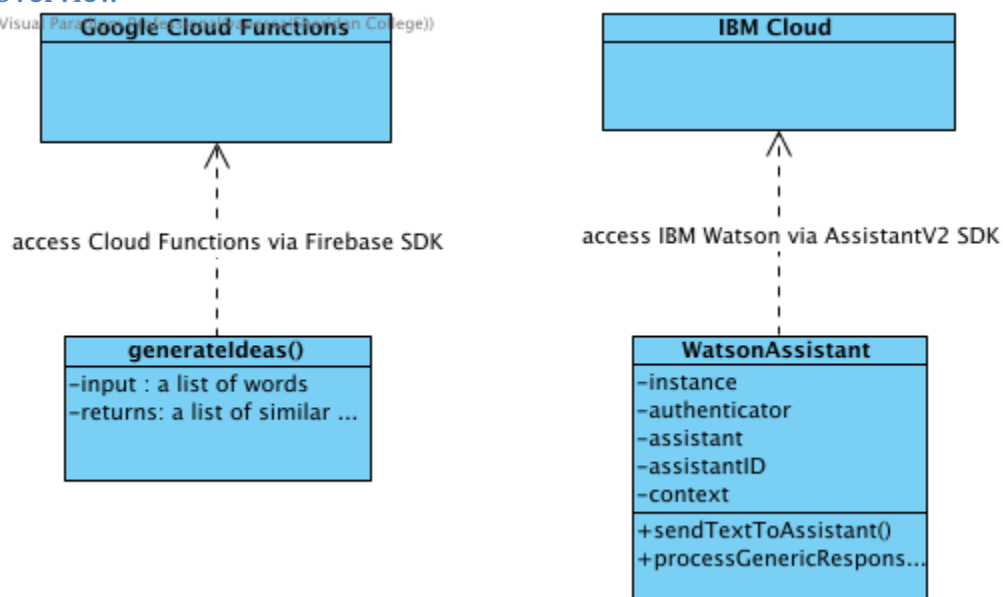 Google Cloud Functions
IBM Cloud
access Cloud Functions via Firebase SDK
access IBM Watson via AssistantV2 SDK
generateIdeas()
-input : a list of words
-returns: a list of similar ...
WatsonAssistant
-instance
-authenticator
-assistant
-assistantID
-context
+sendTextToAssistant()
+processGenericRespons...